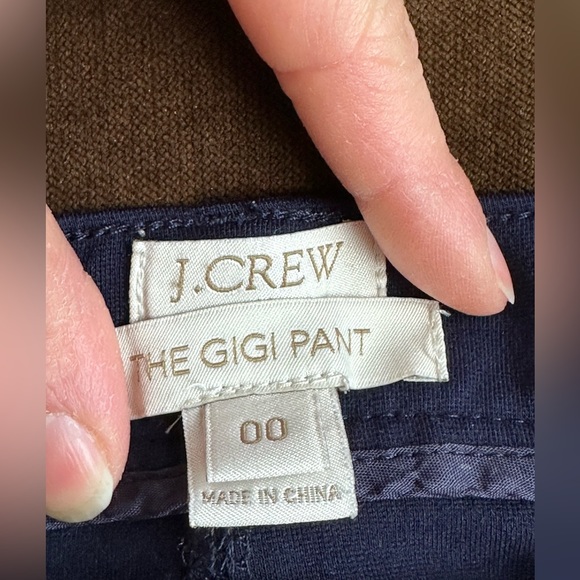 J.CREW
THE GIGI PANT
00
MADE IN CHINA